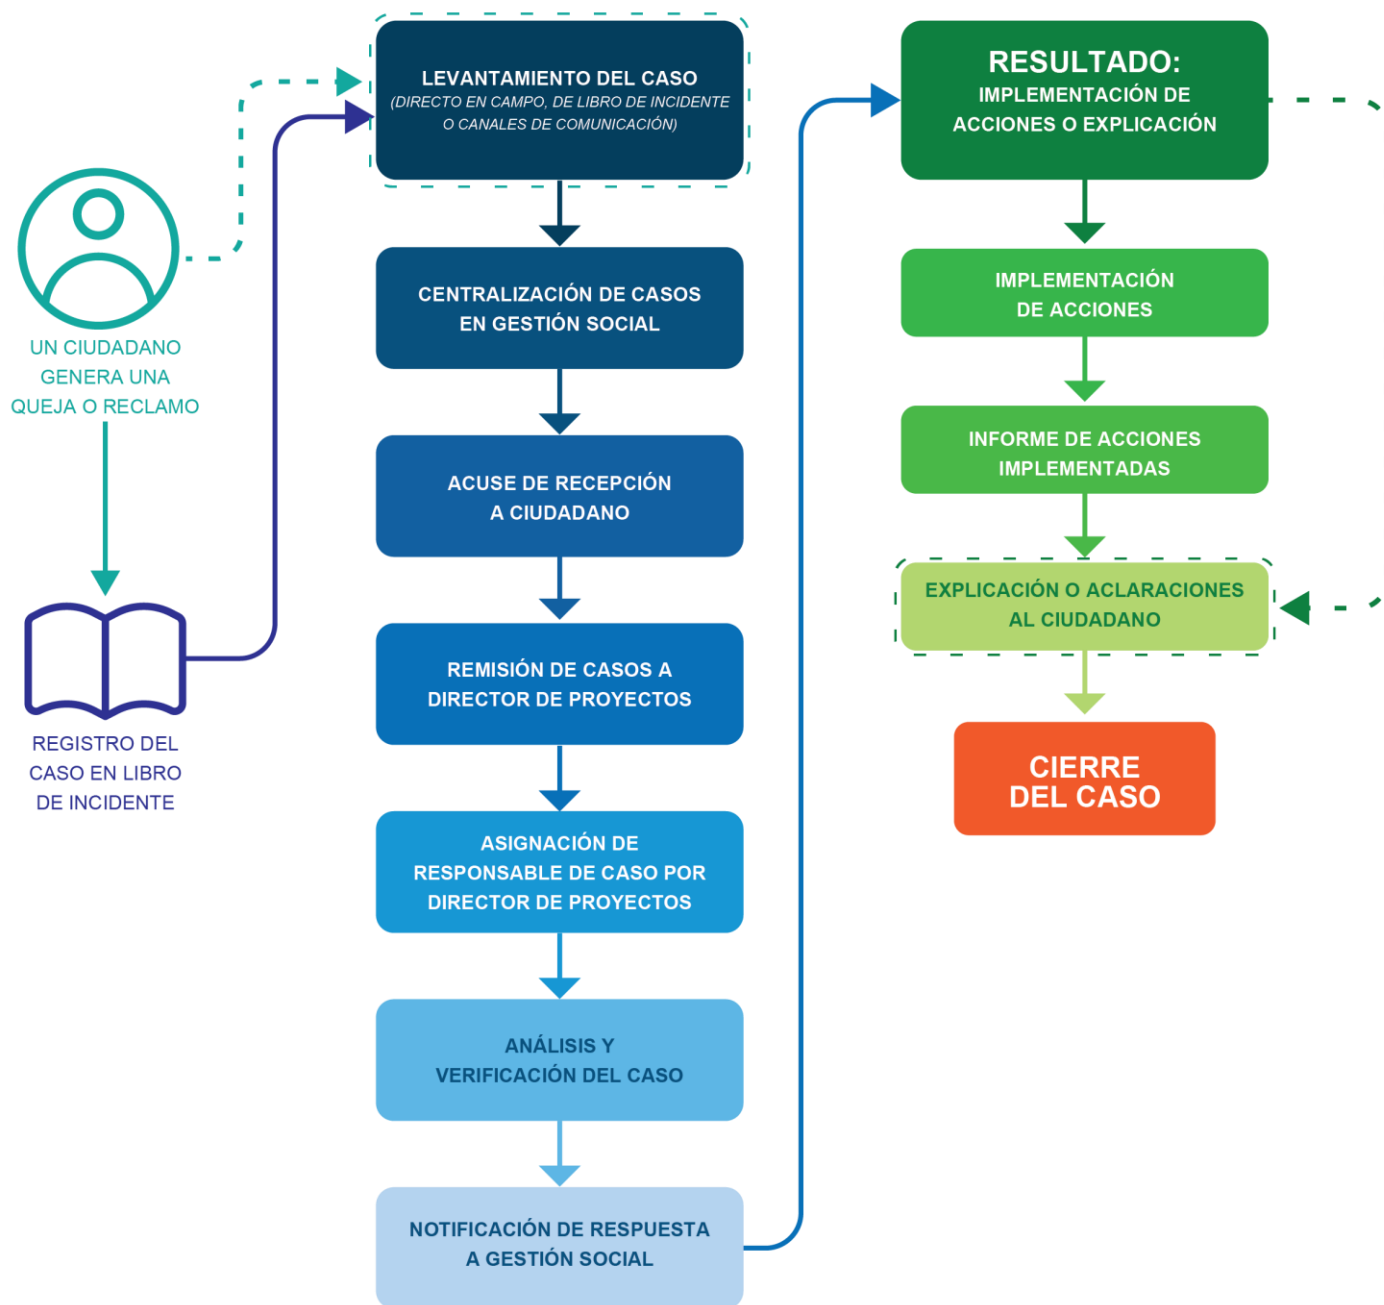 UN CIUDADANO
GENERA UNA
QUEJA O RECLAMO
REGISTRO DEL
CASO EN LIBRO
DE INCIDENTE
LEVANTAMIENTO DEL CASO
(DIRECTO EN CAMPO, DE LIBRO DE INCIDENTE
O CANALES DE COMUNICACIÓN)
CENTRALIZACIÓN DE CASOS
EN GESTIÓN SOCIAL
ACUSE DE RECEPCIÓN
A CIUDADANO
REMISIÓN DE CASOS A
DIRECTOR DE PROYECTOS
ASIGNACIÓN DE
RESPONSABLE DE CASO POR
DIRECTOR DE PROYECTOS
ANÁLISIS Y
VERIFICACIÓN DEL CASO
NOTIFICACIÓN DE RESPUESTA
A GESTIÓN SOCIAL
RESULTADO:
IMPLEMENTACIÓN DE
ACCIONES O EXPLICACIÓN
IMPLEMENTACIÓN
DE ACCIONES
INFORME DE ACCIONES
IMPLEMENTADAS
EXPLICACIÓN O ACLARACIONES
AL CIUDADANO
CIERRE
DEL CASO